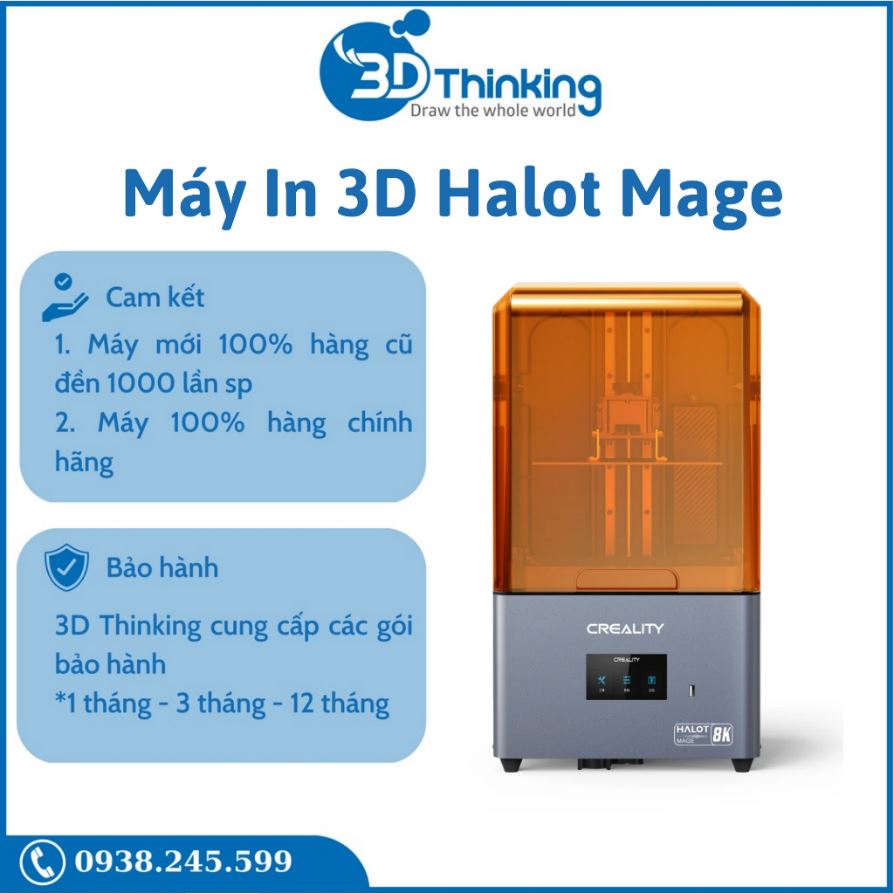 3D Thinking
Draw the whole world
Máy In 3D Halot Mage
Cam kết
1. Máy mới 100% hàng cũ
đền 1000 lần sp
2. Máy 100% hàng chính
hãng
Bảo hành
3D Thinking cung cấp các gói
bảo hành
*1 tháng - 3 tháng - 12 tháng
CREALITY
CREALITY
HALOT
MAGE
8K
0938.245.599